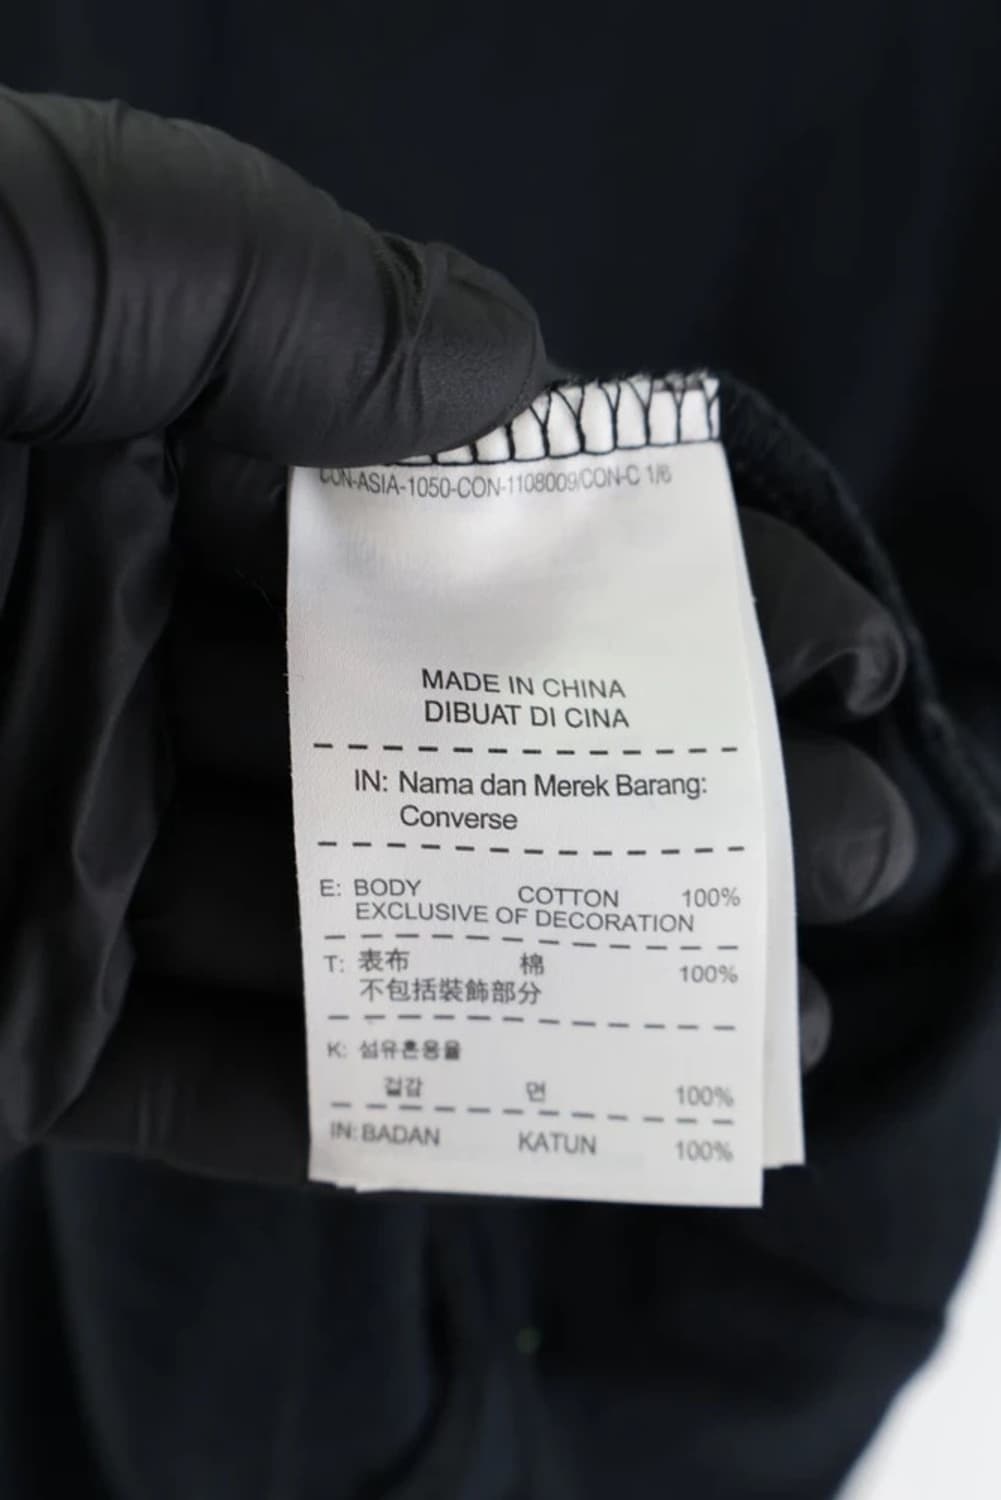 CON-ASIA-1050-CON-1108009/CON-C 1/6
MADE IN CHINA
DIBUAT DI CINA
IN: Nama dan Merek Barang:
Converse
E: BODY COTTON 100%
EXCLUSIVE OF DECORATION
T: 表布 棉 100%
不包括裝飾部分
K: 섬유혼용율
겉감 면 100%
IN: BADAN KATUN 100%